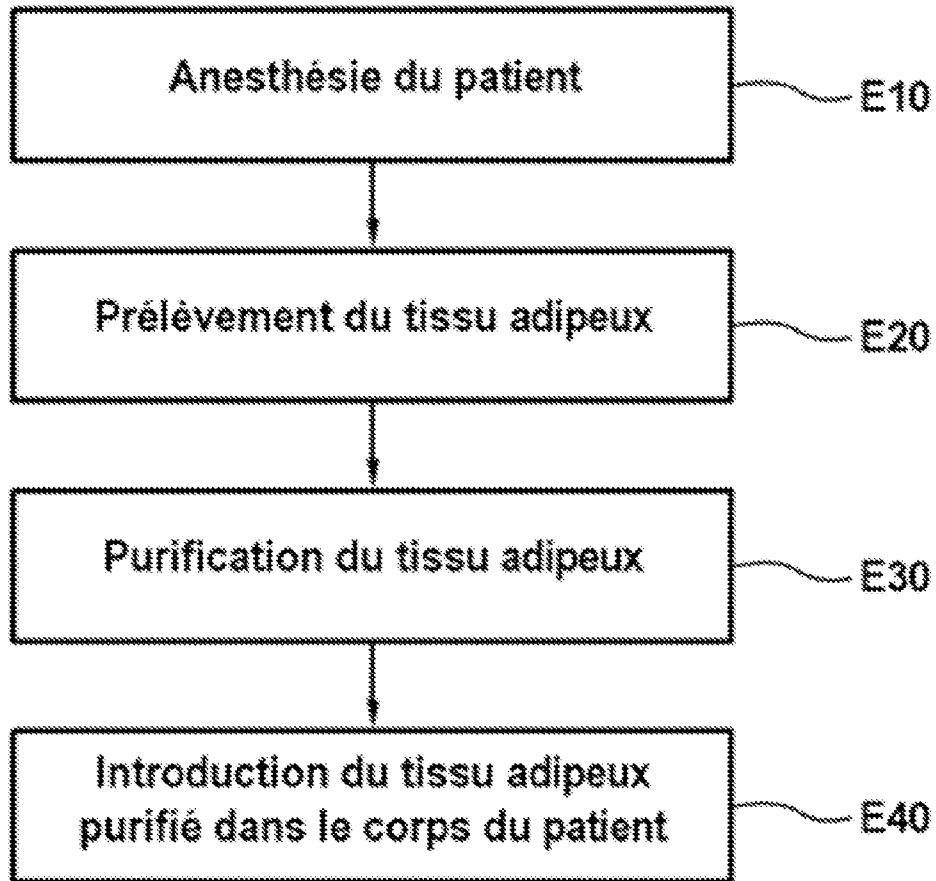 Anesthésie du patient
E10
Prélèvement du tissu adipeux
E20
Purification du tissu adipeux
E30
Introduction du tissu adipeux
purifié dans le corps du patient
E40